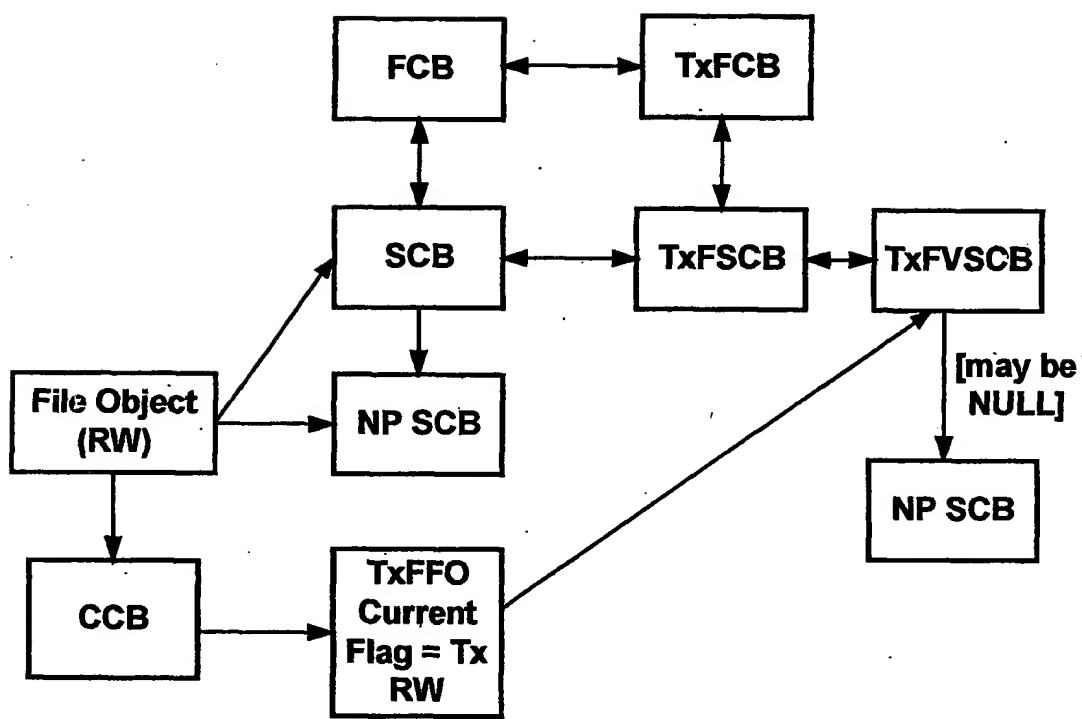 FCB
TxFCB
SCB
TxFSCB
TxFVSCB
[may be
NULL]
File Object
(RW)
NP SCB
NP SCB
CCB
TxFFO
Current
Flag = Tx
RW